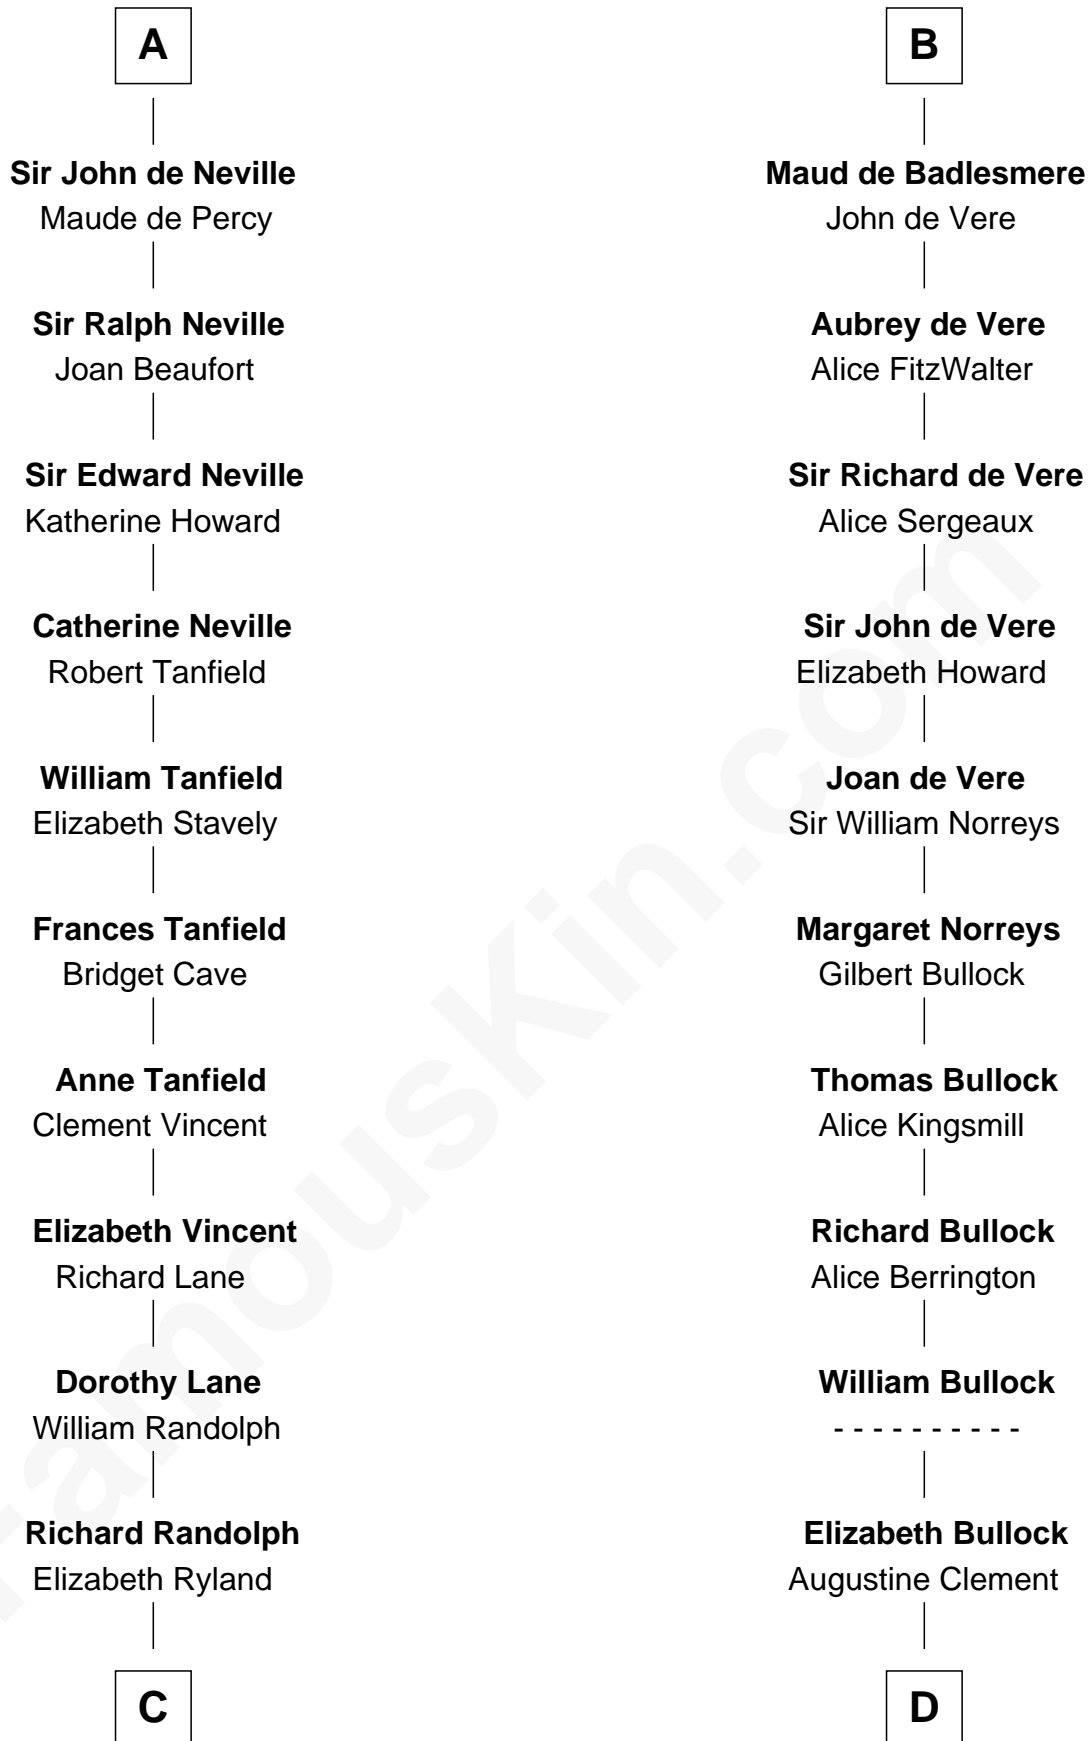 A
Sir John de Neville
Maude de Percy
Sir Ralph Neville
Joan Beaufort
Sir Edward Neville
Katherine Howard
Catherine Neville
Robert Tanfield
William Tanfield
Elizabeth Stavely
Frances Tanfield
Bridget Cave
Anne Tanfield
Clement Vincent
Elizabeth Vincent
Richard Lane
Dorothy Lane
William Randolph
Richard Randolph
Elizabeth Ryland
C
B
Maud de Badlesmere
John de Vere
Aubrey de Vere
Alice FitzWalter
Sir Richard de Vere
Alice Sergeaux
Sir John de Vere
Elizabeth Howard
Joan de Vere
Sir William Norreys
Margaret Norreys
Gilbert Bullock
Thomas Bullock
Alice Kingsmill
Richard Bullock
Alice Berrington
William Bullock
- - - - - - - - - -
Elizabeth Bullock
Augustine Clement
D
FamousKin.com